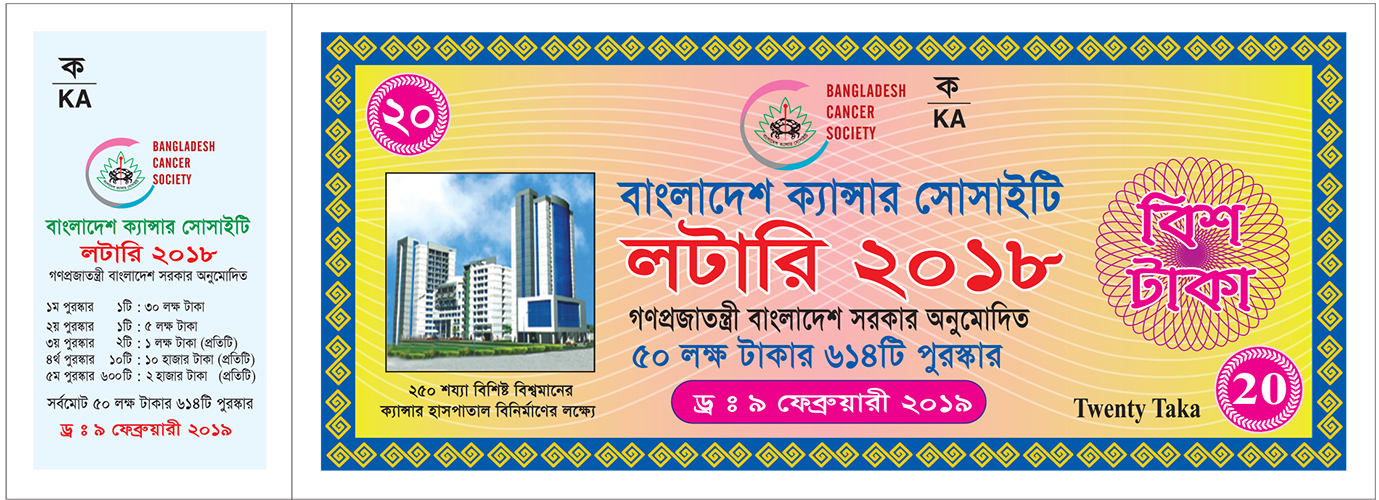 ক
KA
BANGLADESH
CANCER
SOCIETY
বাংলাদেশ ক্যান্সার সোসাইটি
লটারি ২০১৮
গণপ্রজাতন্ত্রী বাংলাদেশ সরকার অনুমোদিত
১ম পুরস্কার ১টি : ৩০ লক্ষ টাকা
২য় পুরস্কার ১টি : ৫ লক্ষ টাকা
৩য় পুরস্কার ২টি : ১ লক্ষ টাকা (প্রতিটি)
৪র্থ পুরস্কার ১০টি : ১০ হাজার টাকা (প্রতিটি)
৫ম পুরস্কার ৬০০টি : ২ হাজার টাকা (প্রতিটি)
সর্বমোট ৫০ লক্ষ টাকার ৬১৪টি পুরস্কার
ড্র ঃ ৯ ফেব্রুয়ারী ২০১৯
২০
BANGLADESH
CANCER
SOCIETY
ক
KA
বাংলাদেশ ক্যান্সার সোসাইটি
লটারি ২০১৮
গণপ্রজাতন্ত্রী বাংলাদেশ সরকার অনুমোদিত
৫০ লক্ষ টাকার ৬১৪টি পুরস্কার
ড্র ঃ ৯ ফেব্রুয়ারী ২০১৯
২৫০ শয্যা বিশিষ্ট বিশ্বমানের
ক্যান্সার হাসপাতাল বিনির্মাণের লক্ষ্যে
বিশ
টাকা
Twenty Taka
20